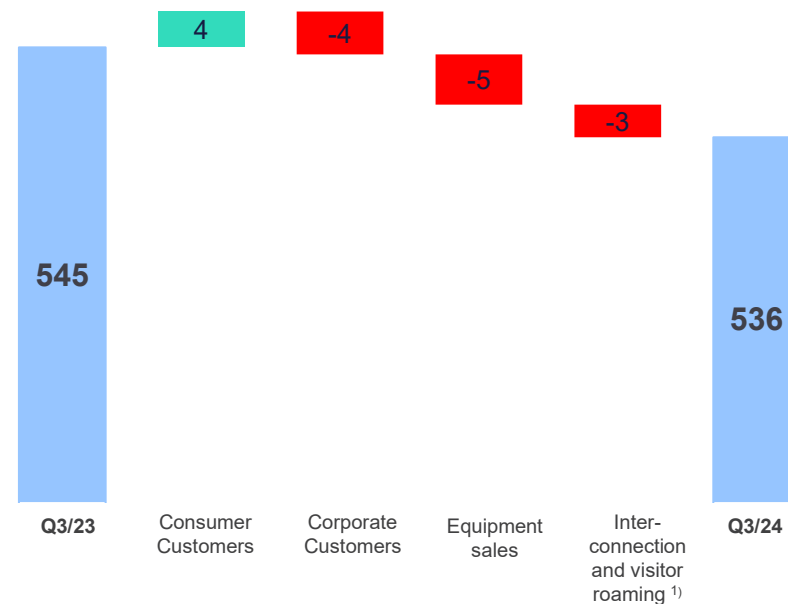 4
-4
-5
-3
545
536
Q3/23
Consumer
Customers
Corporate
Customers
Equipment
sales
Inter-
connection
and visitor
roaming 1)
Q3/24